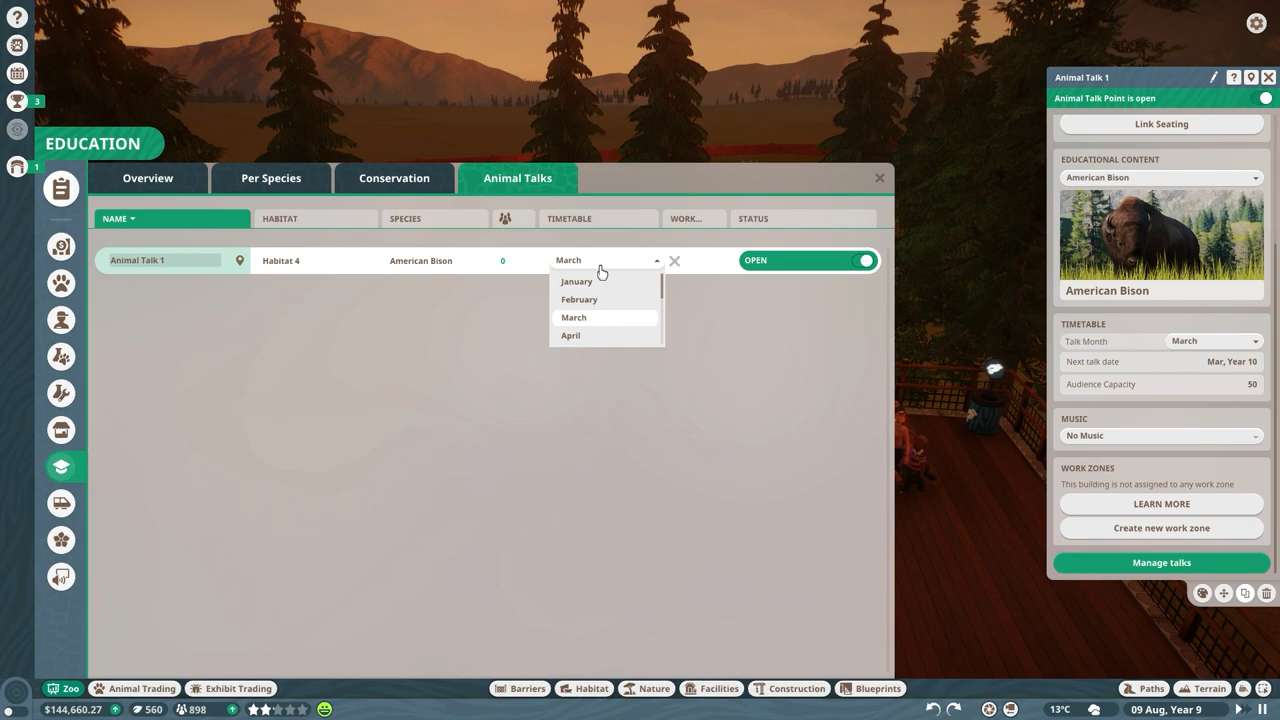 ?
3
1
EDUCATION
Overview
Per Species
Conservation
Animal Talks
NAME
HABITAT
SPECIES
TIMETABLE
WORK...
STATUS
Animal Talk 1
Habitat 4
American Bison
0
March
OPEN
January
February
March
April
Animal Talk 1
?
Animal Talk Point is open
Link Seating
EDUCATIONAL CONTENT
American Bison
American Bison
TIMETABLE
Talk Month
March
Next talk date
Mar, Year 10
Audience Capacity
50
MUSIC
No Music
WORK ZONES
This building is not assigned to any work zone
LEARN MORE
Create new work zone
Manage talks
Zoo
Animal Trading
Exhibit Trading
Barriers
Habitat
Nature
Facilities
Construction
Blueprints
Paths
Terrain
$144,660.27
560
898
13°C
09 Aug, Year 9